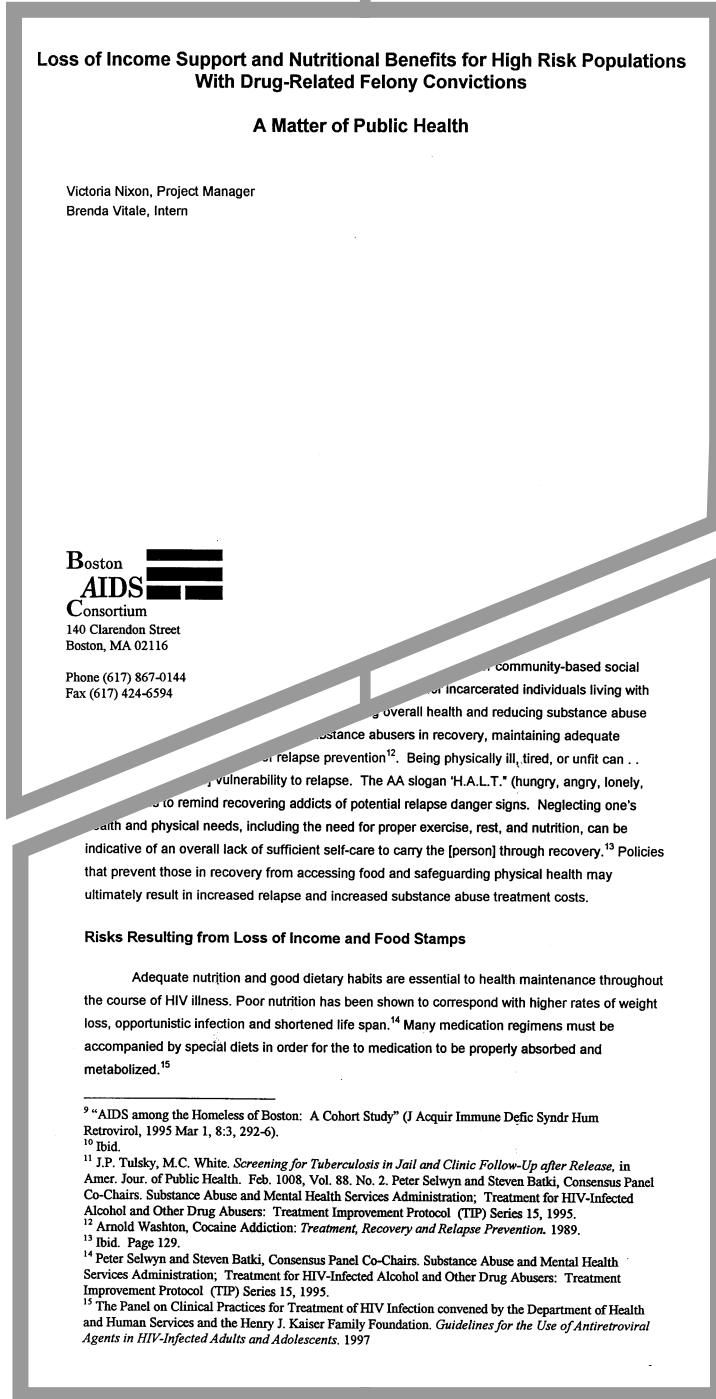 Loss of Income Support and Nutritional Benefits for High Risk Populations
With Drug-Related Felony Convictions
A Matter of Public Health
Victoria Nixon, Project Manager
Brenda Vitale, Intern
Boston
AIDS
Consortium
140 Clarendon Street
Boston, MA 02116
Phone (617) 867-0144
Fax (617) 424-6594
community-based social
incarcerated individuals living with
overall health and reducing substance abuse
abusers in recovery, maintaining adequate
relapse prevention¹². Being physically ill, tired, or unfit can . .
vulnerability to relapse. The AA slogan 'H.A.L.T." (hungry, angry, lonely,
to remind recovering addicts of potential relapse danger signs. Neglecting one's
and physical needs, including the need for proper exercise, rest, and nutrition, can be
indicative of an overall lack of sufficient self-care to carry the [person] through recovery.¹³ Policies
that prevent those in recovery from accessing food and safeguarding physical health may
ultimately result in increased relapse and increased substance abuse treatment costs.
Risks Resulting from Loss of Income and Food Stamps
Adequate nutrition and good dietary habits are essential to health maintenance throughout
the course of HIV illness. Poor nutrition has been shown to correspond with higher rates of weight
loss, opportunistic infection and shortened life span.¹⁴ Many medication regimens must be
accompanied by special diets in order for the to medication to be properly absorbed and
metabolized.¹⁵
⁹ "AIDS among the Homeless of Boston: A Cohort Study" (J Acquir Immune Defic Syndr Hum
Retrovirol, 1995 Mar 1, 8:3, 292-6).
¹⁰ Ibid.
¹¹ J.P. Tulsky, M.C. White. Screening for Tuberculosis in Jail and Clinic Follow-Up after Release, in
Amer. Jour. of Public Health. Feb. 1008, Vol. 88. No. 2. Peter Selwyn and Steven Batki, Consensus Panel
Co-Chairs. Substance Abuse and Mental Health Services Administration; Treatment for HIV-Infected
Alcohol and Other Drug Abusers: Treatment Improvement Protocol (TIP) Series 15, 1995.
¹² Arnold Washton, Cocaine Addiction: Treatment, Recovery and Relapse Prevention. 1989.
¹³ Ibid. Page 129.
¹⁴ Peter Selwyn and Steven Batki, Consensus Panel Co-Chairs. Substance Abuse and Mental Health
Services Administration; Treatment for HIV-Infected Alcohol and Other Drug Abusers: Treatment
Improvement Protocol (TIP) Series 15, 1995.
¹⁵ The Panel on Clinical Practices for Treatment of HIV Infection convened by the Department of Health
and Human Services and the Henry J. Kaiser Family Foundation. Guidelines for the Use of Antiretroviral
Agents in HIV-Infected Adults and Adolescents. 1997